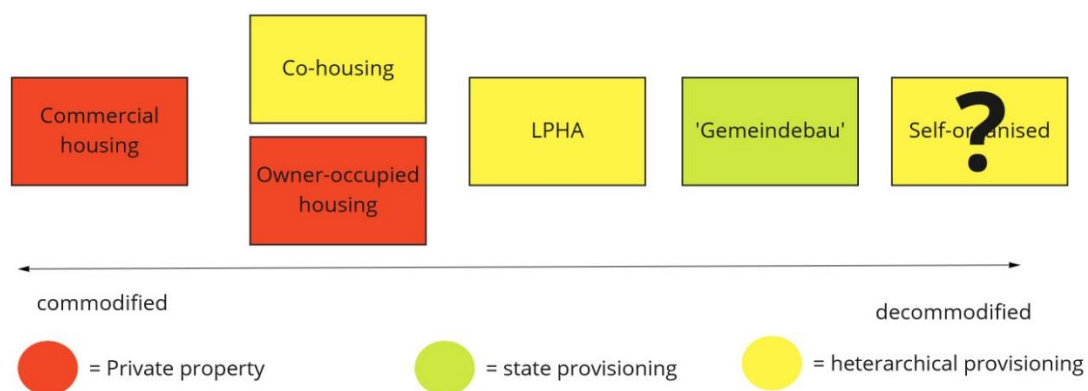 Commercial
housing
Co-housing
Owner-occupied
housing
LPHA
'Gemeindebau'
Self-organised
?
commodified
decommodified
= Private property
= state provisioning
= heterarchical provisioning